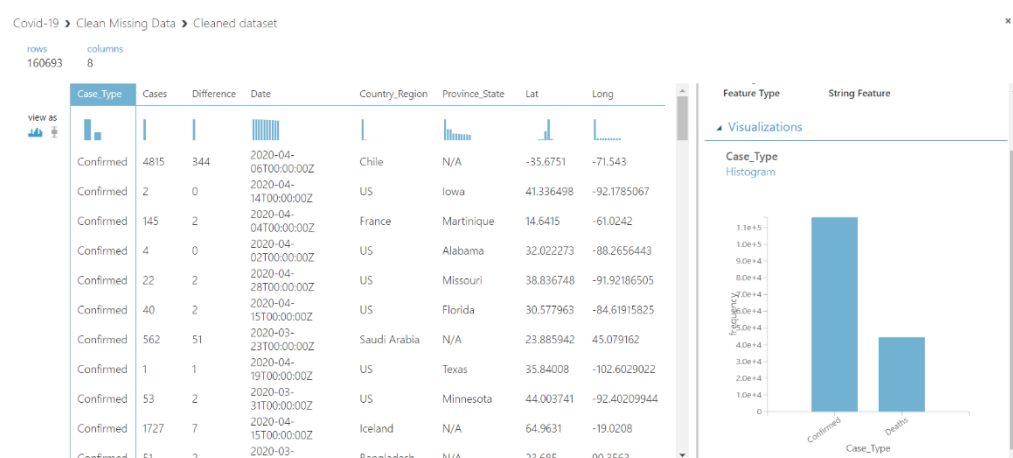 Covid-19 ❯ Clean Missing Data ❯ Cleaned dataset
×
rows columns
160693 8
view as
Case_Type Cases Difference Date Country_Region Province_State Lat Long
Confirmed 4815 344 2020-04-06T00:00:00Z Chile N/A -35.6751 -71.543
Confirmed 2 0 2020-04-14T00:00:00Z US Iowa 41.336498 -92.1785067
Confirmed 145 2 2020-04-04T00:00:00Z France Martinique 14.6415 -61.0242
Confirmed 4 0 2020-04-02T00:00:00Z US Alabama 32.022273 -88.2656443
Confirmed 22 2 2020-04-28T00:00:00Z US Missouri 38.836748 -91.92186505
Confirmed 40 2 2020-04-15T00:00:00Z US Florida 30.577963 -84.61915825
Confirmed 562 51 2020-03-23T00:00:00Z Saudi Arabia N/A 23.885942 45.079162
Confirmed 1 1 2020-04-19T00:00:00Z US Texas 35.84008 -102.6029022
Confirmed 53 2 2020-03-31T00:00:00Z US Minnesota 44.003741 -92.40209944
Confirmed 1727 7 2020-04-15T00:00:00Z Iceland N/A 64.9631 -19.0208
Confirmed 51 2 2020-03- Bangladesh N/A 23.685 90.3563
Feature Type String Feature
Visualizations
Case_Type
Histogram
1.1e+5
1.0e+5
9.0e+4
8.0e+4
7.0e+4
6.0e+4
5.0e+4
4.0e+4
3.0e+4
2.0e+4
1.0e+4
0
frequency
Confirmed Deaths
Case_Type